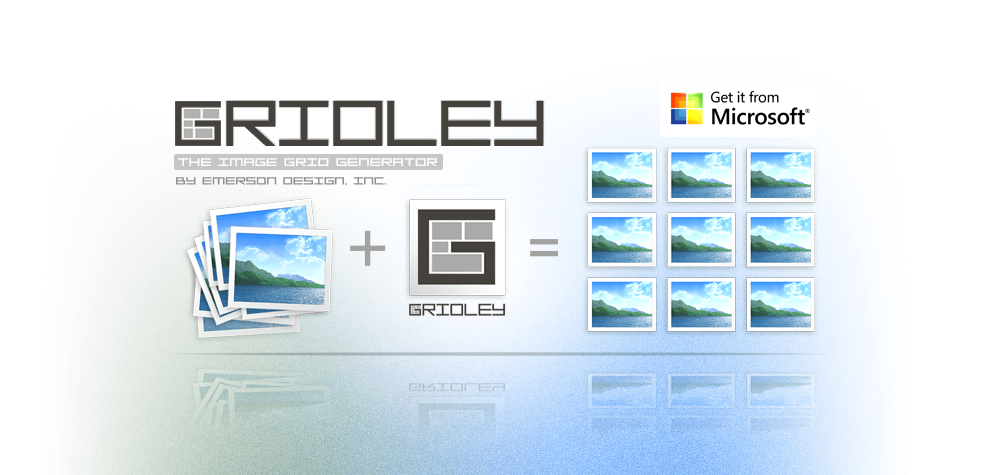 GRIDLEY
THE IMAGE GRID GENERATOR
BY EMERSON DESIGN, INC.
Get it from
Microsoft®
+
=
GRIDLEY